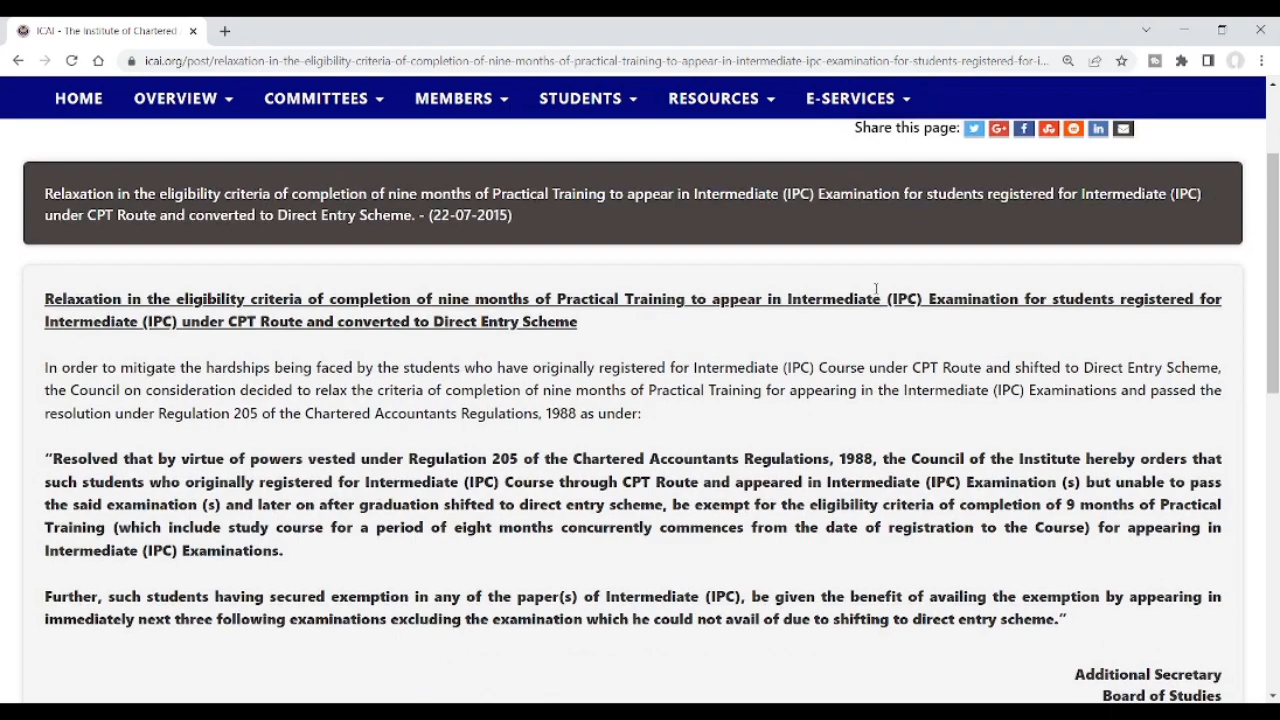 ICAI - The Institute of Chartered
icai.org/post/relaxation-in-the-eligibility-criteria-of-completion-of-nine-months-of-practical-training-to-appear-in-intermediate-ipc-examination-for-students-registered-for-i...
HOME OVERVIEW COMMITTEES MEMBERS STUDENTS RESOURCES E-SERVICES
Share this page:
Relaxation in the eligibility criteria of completion of nine months of Practical Training to appear in Intermediate (IPC) Examination for students registered for Intermediate (IPC)
under CPT Route and converted to Direct Entry Scheme. - (22-07-2015)
Relaxation in the eligibility criteria of completion of nine months of Practical Training to appear in Intermediate (IPC) Examination for students registered for
Intermediate (IPC) under CPT Route and converted to Direct Entry Scheme
In order to mitigate the hardships being faced by the students who have originally registered for Intermediate (IPC) Course under CPT Route and shifted to Direct Entry Scheme,
the Council on consideration decided to relax the criteria of completion of nine months of Practical Training for appearing in the Intermediate (IPC) Examinations and passed the
resolution under Regulation 205 of the Chartered Accountants Regulations, 1988 as under:
“Resolved that by virtue of powers vested under Regulation 205 of the Chartered Accountants Regulations, 1988, the Council of the Institute hereby orders that
such students who originally registered for Intermediate (IPC) Course through CPT Route and appeared in Intermediate (IPC) Examination (s) but unable to pass
the said examination (s) and later on after graduation shifted to direct entry scheme, be exempt for the eligibility criteria of completion of 9 months of Practical
Training (which include study course for a period of eight months concurrently commences from the date of registration to the Course) for appearing in
Intermediate (IPC) Examinations.
Further, such students having secured exemption in any of the paper(s) of Intermediate (IPC), be given the benefit of availing the exemption by appearing in
immediately next three following examinations excluding the examination which he could not avail of due to shifting to direct entry scheme.”
Additional Secretary
Board of Studies